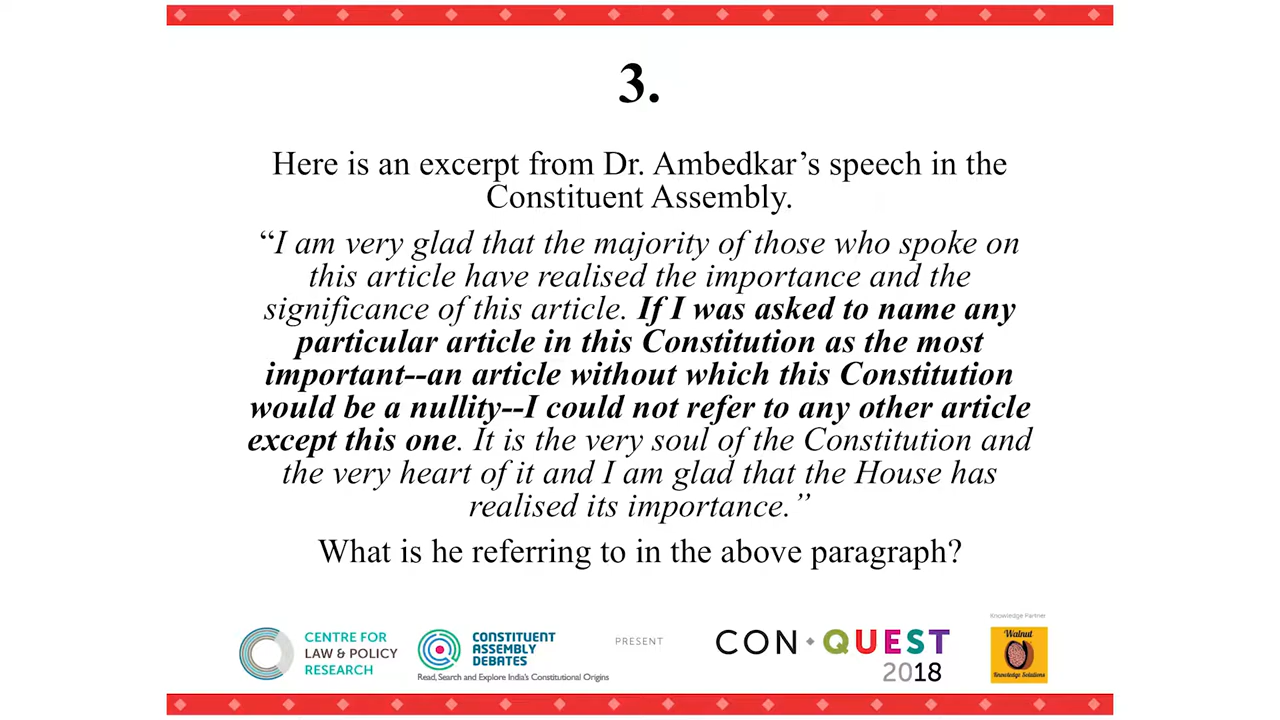 3.
Here is an excerpt from Dr. Ambedkar’s speech in the
Constituent Assembly.
“I am very glad that the majority of those who spoke on
this article have realised the importance and the
significance of this article. If I was asked to name any
particular article in this Constitution as the most
important--an article without which this Constitution
would be a nullity--I could not refer to any other article
except this one. It is the very soul of the Constitution and
the very heart of it and I am glad that the House has
realised its importance.”
What is he referring to in the above paragraph?
CENTRE FOR
LAW & POLICY
RESEARCH
CONSTITUENT
ASSEMBLY
DEBATES
Read, Search and Explore India's Constitutional Origins
PRESENT
CON QUEST
2018
Knowledge Partner
Walnut
Knowledge Solutions